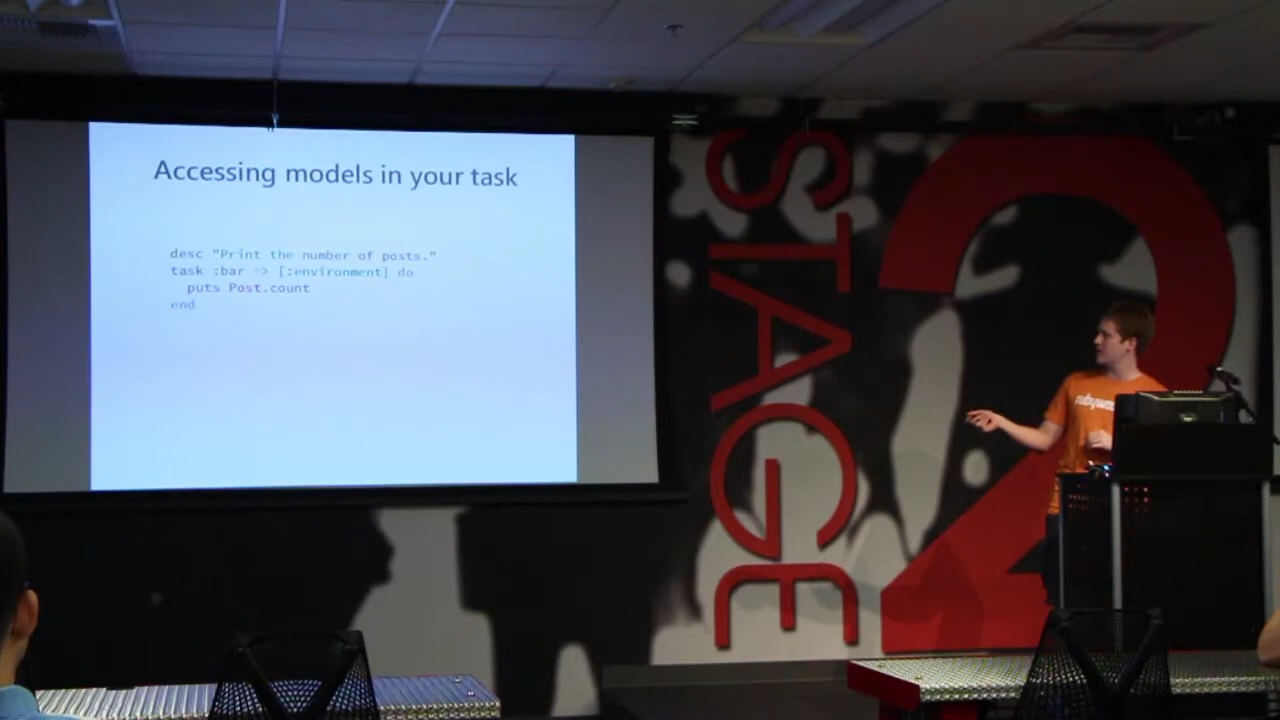 Accessing models in your task
desc "Print the number of posts."
task :bar => [:environment] do
puts Post.count
end
STAGE
2